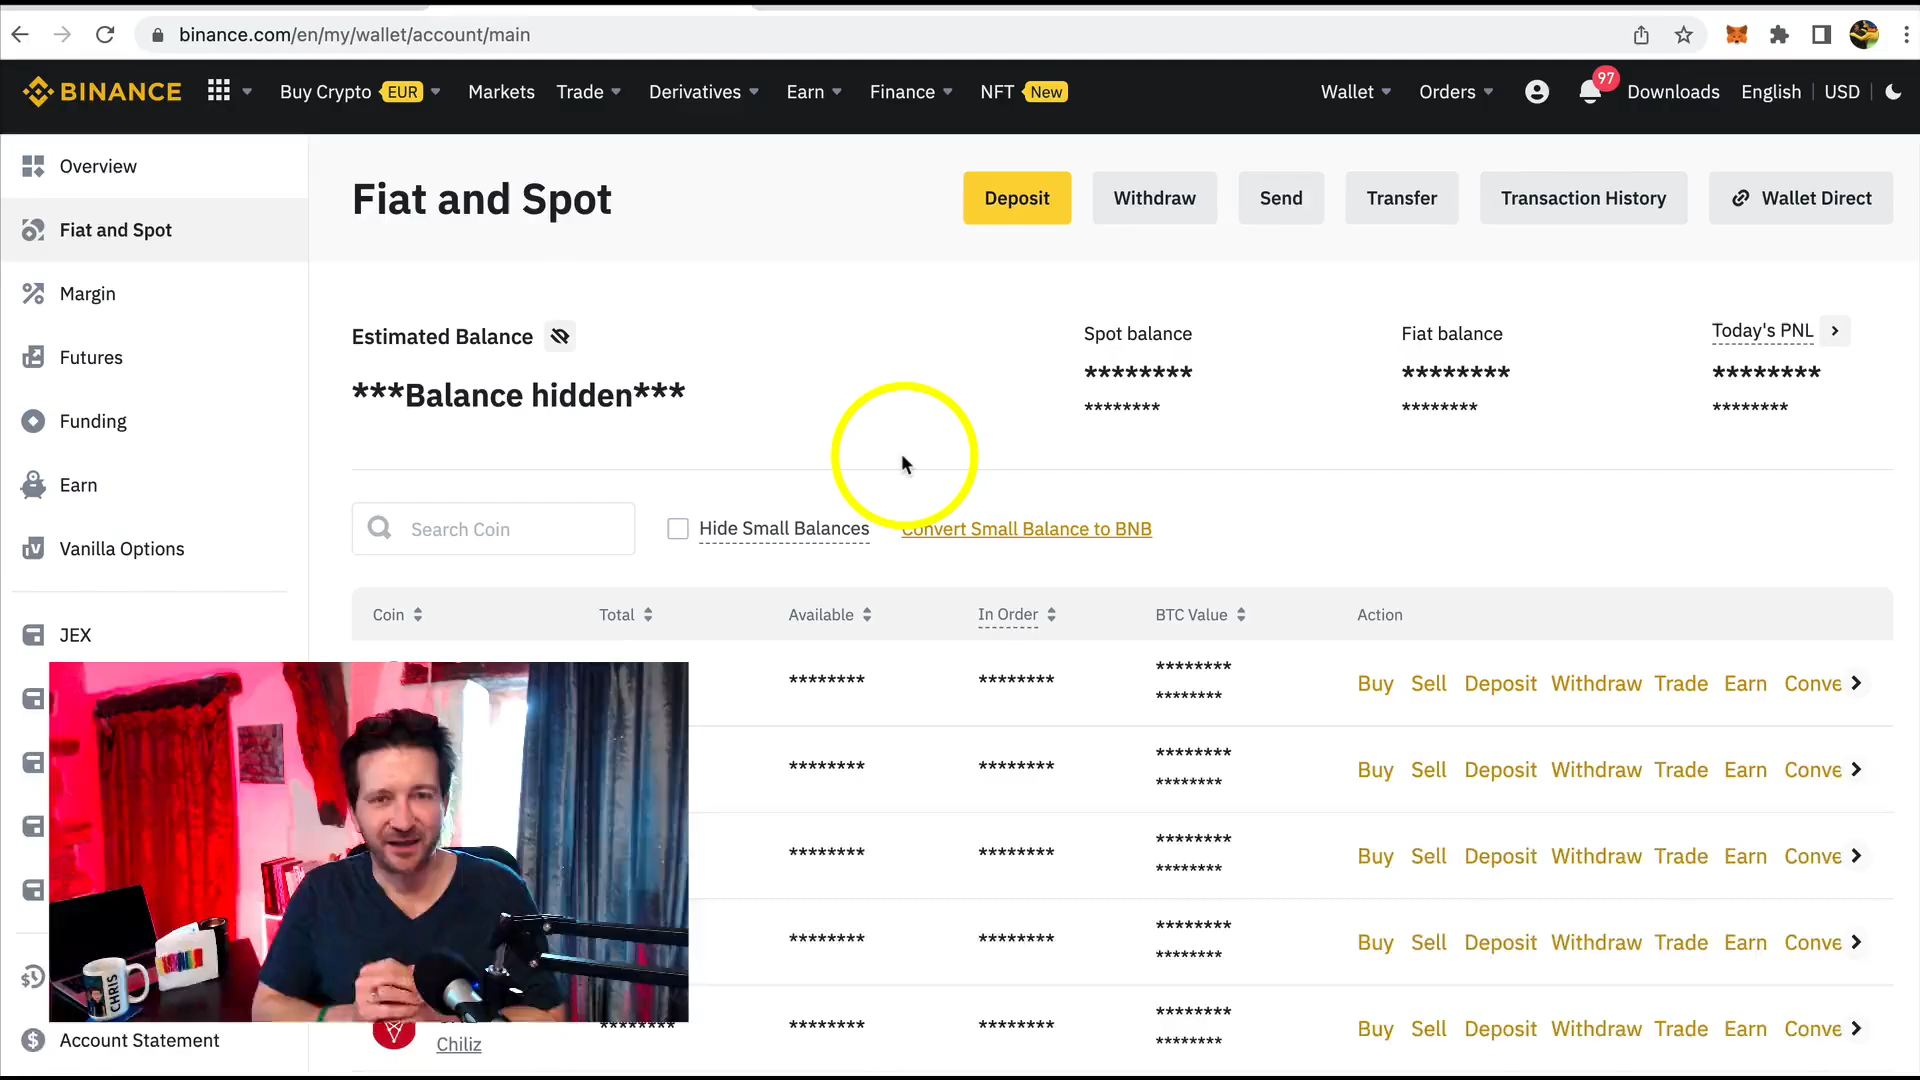 binance.com/en/my/wallet/account/main
BINANCE Buy Crypto EUR Markets Trade Derivatives Earn Finance NFT New Wallet Orders 97 Downloads English USD
Overview
Fiat and Spot
Margin
Futures
Funding
Earn
Vanilla Options
JEX
Account Statement
Fiat and Spot
Deposit Withdraw Send Transfer Transaction History Wallet Direct
Estimated Balance
***Balance hidden***
Spot balance
********
********
Fiat balance
********
********
Today's PNL
********
********
Search Coin Hide Small Balances Convert Small Balance to BNB
Coin Total Available In Order BTC Value Action
******** ******** ******** Buy Sell Deposit Withdraw Trade Earn Conve
********
******** ******** ******** Buy Sell Deposit Withdraw Trade Earn Conve
********
******** ******** ******** Buy Sell Deposit Withdraw Trade Earn Conve
********
******** ******** ******** Buy Sell Deposit Withdraw Trade Earn Conve
********
******** ******** ******** ******** Buy Sell Deposit Withdraw Trade Earn Conve
Chiliz ********
CHRIS